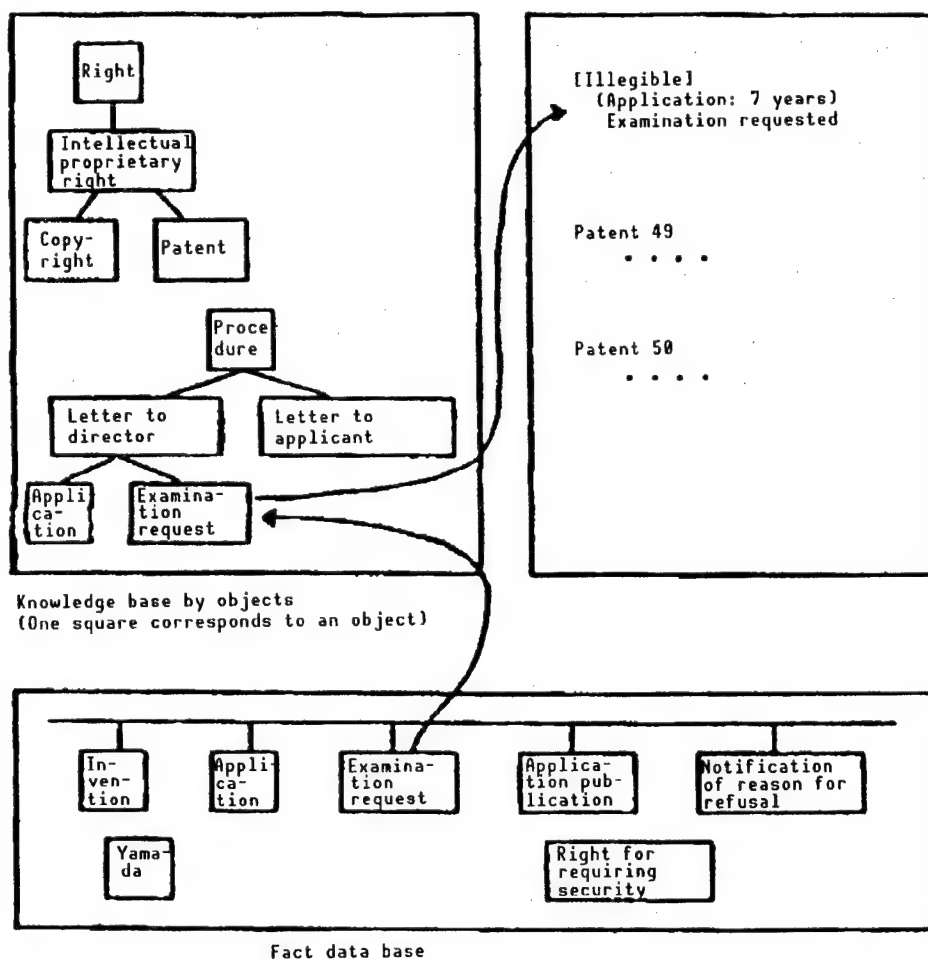 Right
Intellectual
proprietary
right
Copy-
right
Patent
Proce
dure
Letter to
director
Letter to
applicant
Appli
ca-
tion
Examina-
tion
request
[Illegible]
(Application: 7 years)
Examination requested
Patent 49
. . . .
Patent 50
. . . .
Knowledge base by objects
(One square corresponds to an object)
In-
ven-
tion
Appli-
ca-
tion
Examina-
tion
request
Applica-
tion pub-
lication
Notification
of reason for
refusal
Yama-
da
Right for
requiring
security
Fact data base